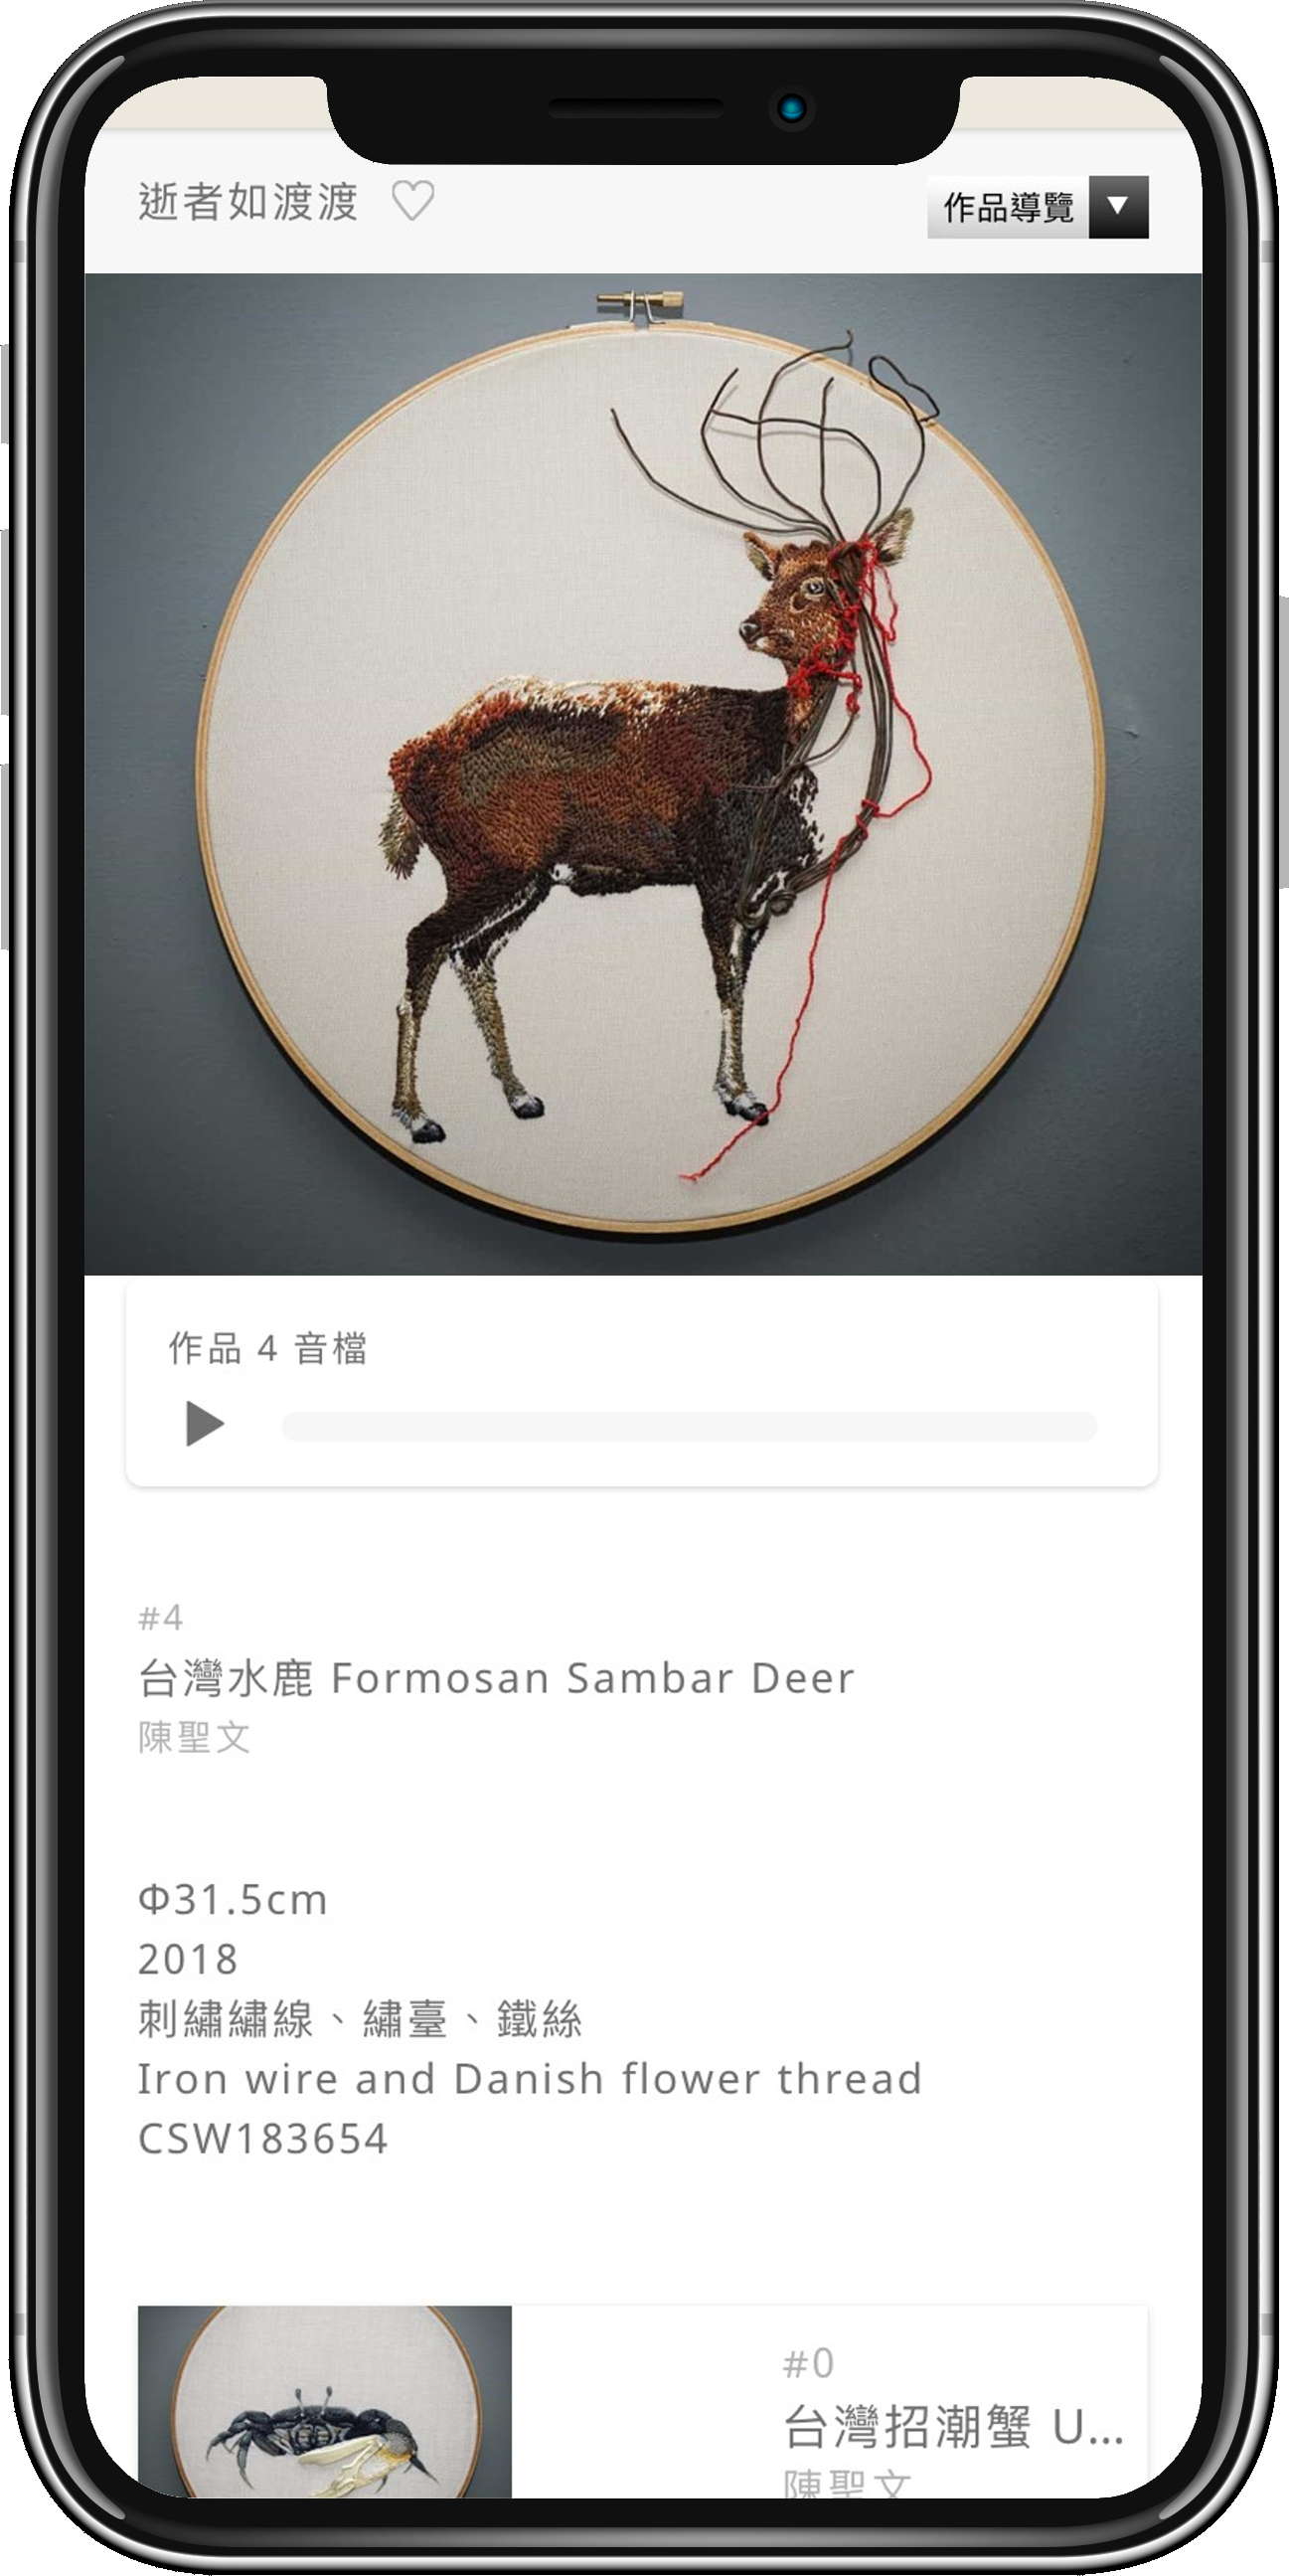 逝者如渡渡 ♡
作品導覽 ▼
作品 4 音檔
#4
台灣水鹿 Formosan Sambar Deer
陳聖文
Φ31.5cm
2018
刺繡繡線、繡臺、鐵絲
Iron wire and Danish flower thread
CSW183654
#0
台灣招潮蟹 U...
陳聖文